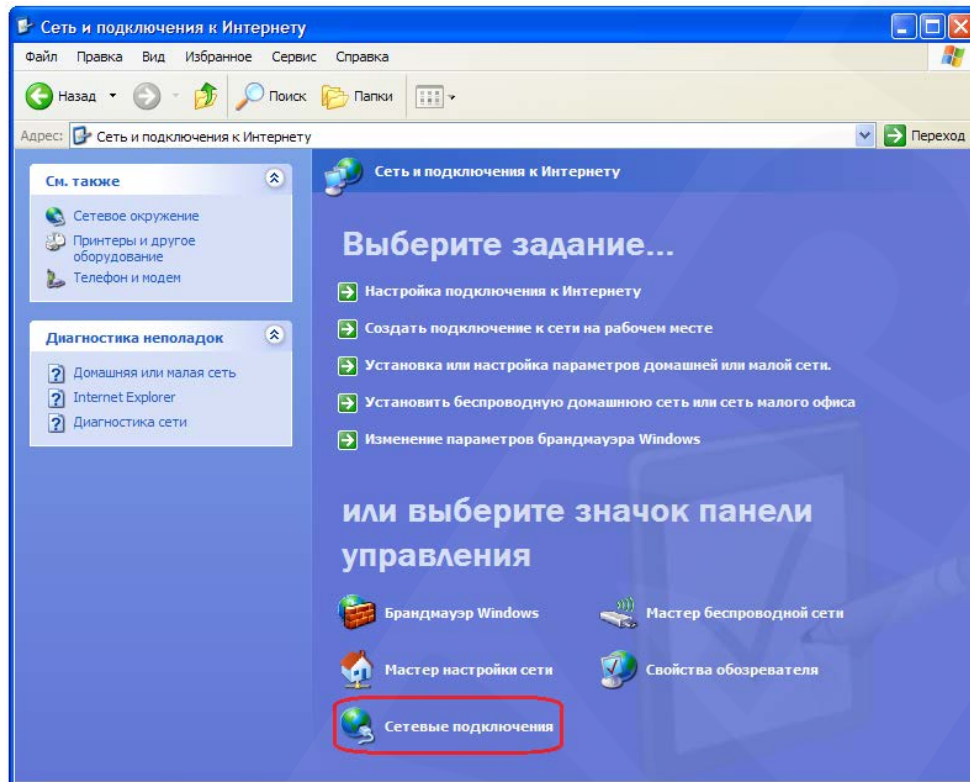 Сеть и подключения к Интернету
Файл Правка Вид Избранное Сервис Справка
Назад Поиск Папки
Адрес: Сеть и подключения к Интернету Переход
См. также
Сетевое окружение
Принтеры и другое
оборудование
Телефон и модем
Диагностика неполадок
Домашняя или малая сеть
Internet Explorer
Диагностика сети
Сеть и подключения к Интернету
Выберите задание...
Настройка подключения к Интернету
Создать подключение к сети на рабочем месте
Установка или настройка параметров домашней или малой сети.
Установить беспроводную домашнюю сеть или сеть малого офиса
Изменение параметров брандмауэра Windows
или выберите значок панели
управления
Брандмауэр Windows Мастер беспроводной сети
Мастер настройки сети Свойства обозревателя
Сетевые подключения